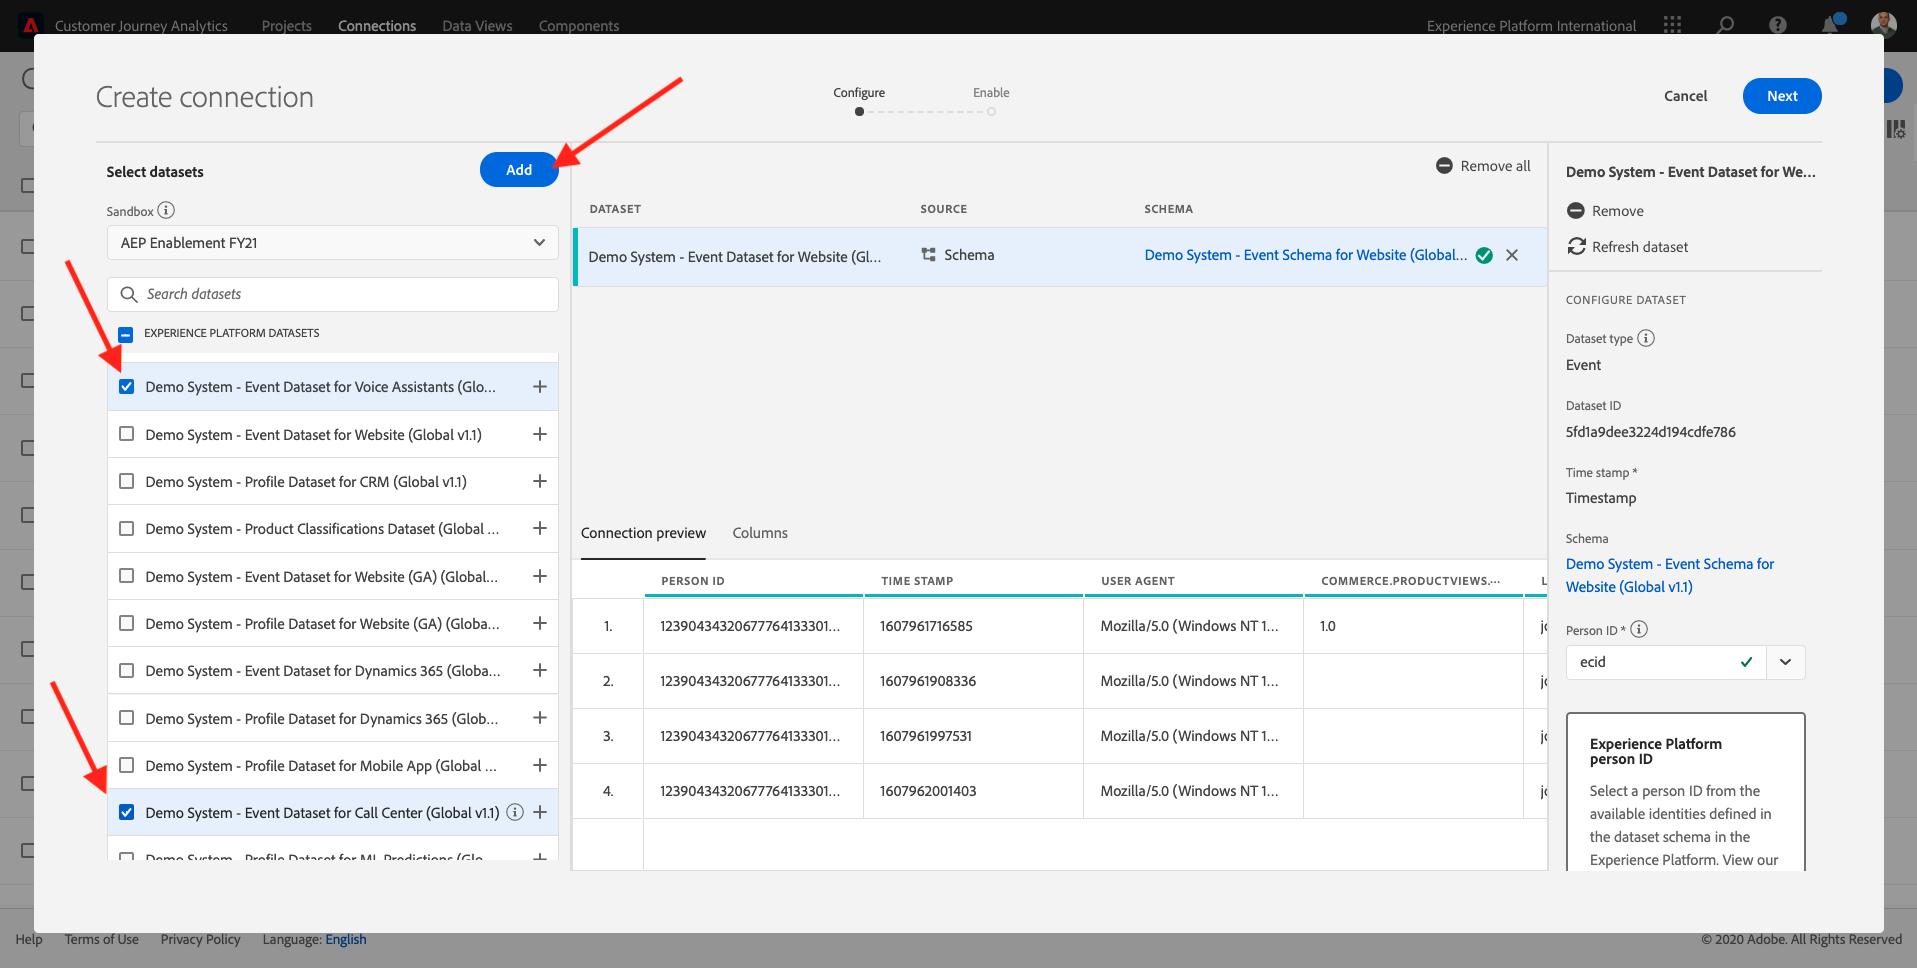 Customer Journey Analytics
Projects
Connections
Data Views
Components
Experience Platform International
Create connection
Configure
Enable
Cancel
Next
Select datasets
Add
Sandbox
AEP Enablement FY21
Search datasets
EXPERIENCE PLATFORM DATASETS
Demo System - Event Dataset for Voice Assistants (Glo...
Demo System - Event Dataset for Website (Global v1.1)
Demo System - Profile Dataset for CRM (Global v1.1)
Demo System - Product Classifications Dataset (Global ...
Demo System - Event Dataset for Website (GA) (Global...
Demo System - Profile Dataset for Website (GA) (Globa...
Demo System - Event Dataset for Dynamics 365 (Globa...
Demo System - Profile Dataset for Dynamics 365 (Glob...
Demo System - Profile Dataset for Mobile App (Global ...
Demo System - Event Dataset for Call Center (Global v1.1)
Demo System - Profile Dataset for ML Predictions (Glo...
Remove all
DATASET SOURCE SCHEMA
Demo System - Event Dataset for Website (Gl... Schema Demo System - Event Schema for Website (Global...
Connection preview
Columns
PERSON ID TIME STAMP USER AGENT COMMERCE.PRODUCTVIEWS....
1. 12390434320677764133301... 1607961716585 Mozilla/5.0 (Windows NT 1... 1.0
2. 12390434320677764133301... 1607961908336 Mozilla/5.0 (Windows NT 1...
3. 12390434320677764133301... 1607961997531 Mozilla/5.0 (Windows NT 1...
4. 12390434320677764133301... 1607962001403 Mozilla/5.0 (Windows NT 1...
Demo System - Event Dataset for We...
Remove
Refresh dataset
CONFIGURE DATASET
Dataset type
Event
Dataset ID
5fd1a9dee3224d194cdfe786
Time stamp *
Timestamp
Schema
Demo System - Event Schema for
Website (Global v1.1)
Person ID *
ecid
Experience Platform
person ID
Select a person ID from the
available identities defined in
the dataset schema in the
Experience Platform. View our
Help
Terms of Use
Privacy Policy
Language: English
© 2020 Adobe. All Rights Reserved